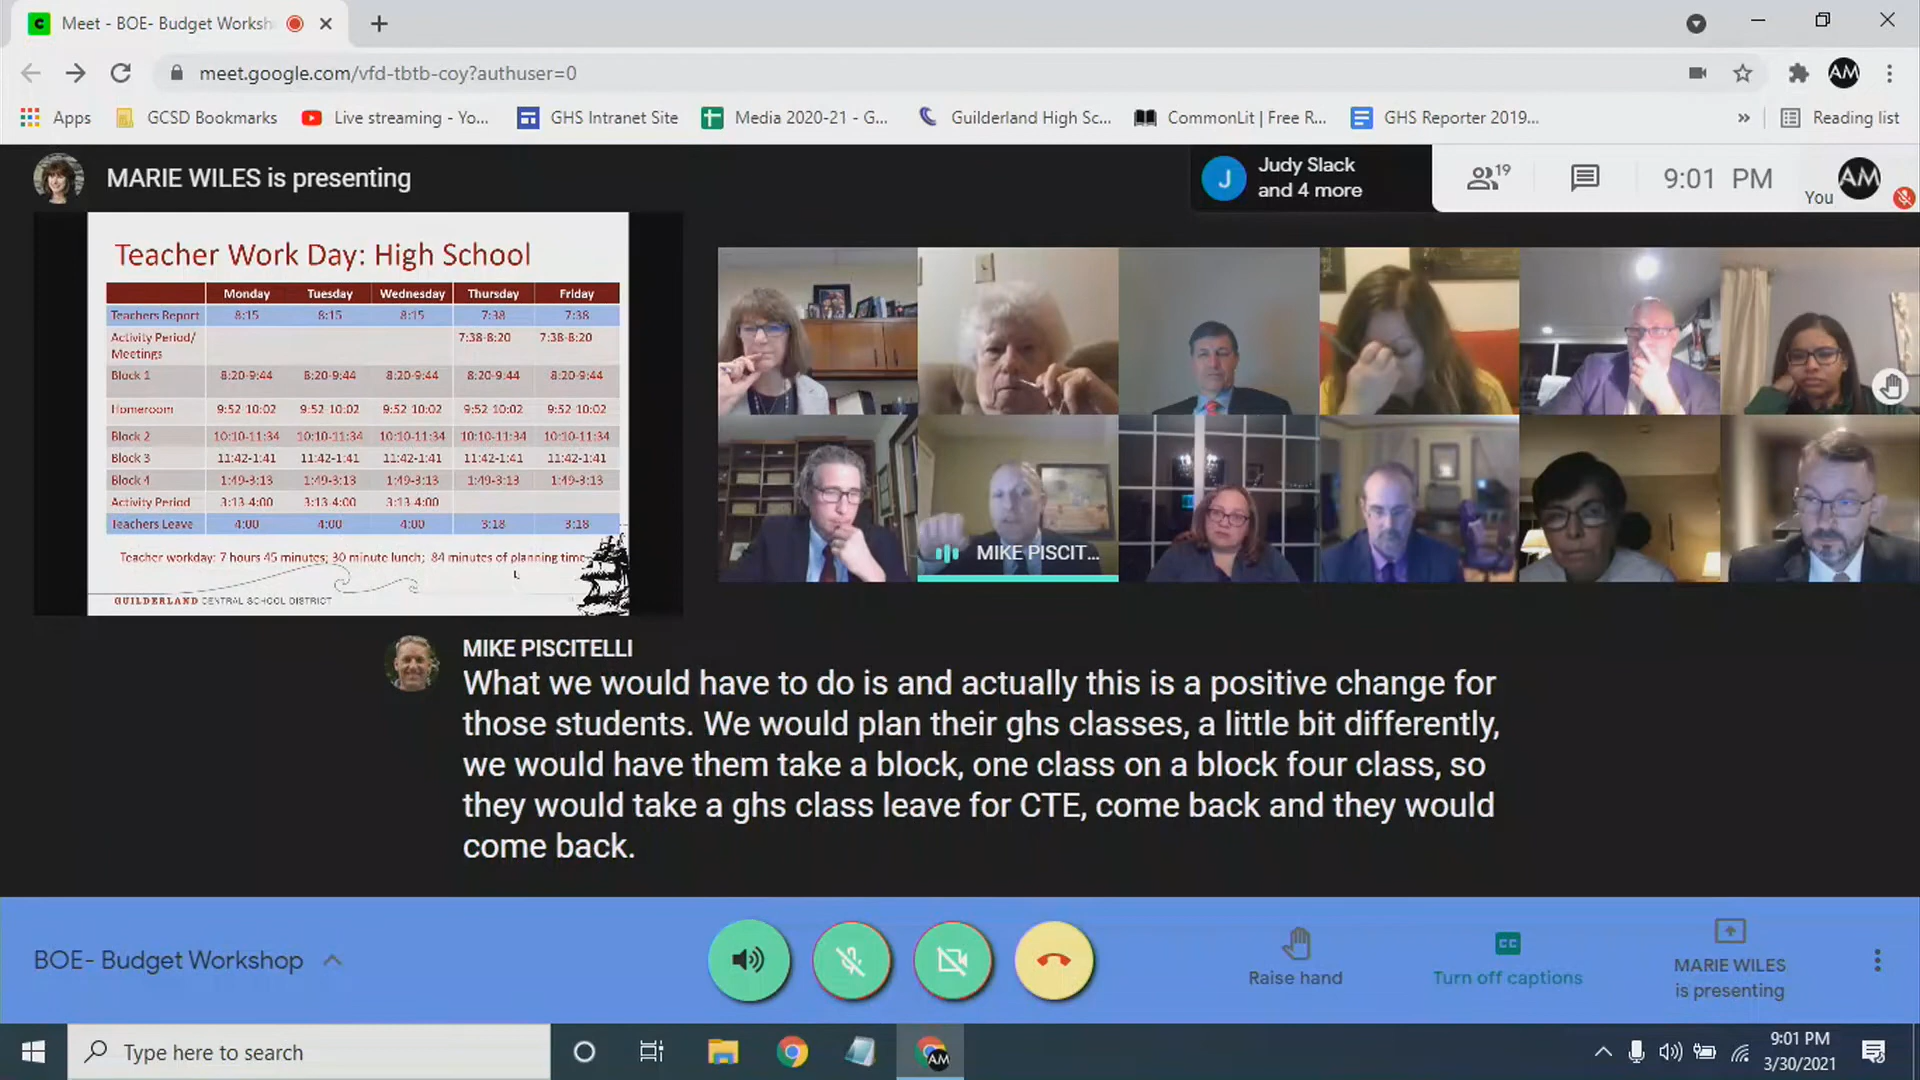 Meet - BOE- Budget Worksh
meet.google.com/vfd-tbtb-coy?authuser=0
AM
Apps
GCSD Bookmarks
Live streaming - Yo...
GHS Intranet Site
Media 2020-21 - G...
Guilderland High Sc...
CommonLit | Free R...
GHS Reporter 2019...
Reading list
MARIE WILES is presenting
J
Judy Slack
and 4 more
19
9:01 PM
You
AM
Teacher Work Day: High School
Monday Tuesday Wednesday Thursday Friday
Teachers Report 8:15 8:15 8:15 7:38 7:38
Activity Period/ Meetings 7:38-8:20 7:38-8:20
Block 1 8:20-9:44 8:20-9:44 8:20-9:44 8:20-9:44 8:20-9:44
Homeroom 9:52-10:02 9:52-10:02 9:52-10:02 9:52-10:02 9:52-10:02
Block 2 10:10-11:34 10:10-11:34 10:10-11:34 10:10-11:34 10:10-11:34
Block 3 11:42-1:41 11:42-1:41 11:42-1:41 11:42-1:41 11:42-1:41
Block 4 1:49-3:13 1:49-3:13 1:49-3:13 1:49-3:13 1:49-3:13
Activity Period 3:13-4:00 3:13-4:00 3:13-4:00
Teachers Leave 4:00 4:00 4:00 3:18 3:18
Teacher workday: 7 hours 45 minutes; 30 minute lunch; 84 minutes of planning time
GUILDERLAND CENTRAL SCHOOL DISTRICT
MIKE PISCIT...
MIKE PISCITELLI
What we would have to do is and actually this is a positive change for
those students. We would plan their ghs classes, a little bit differently,
we would have them take a block, one class on a block four class, so
they would take a ghs class leave for CTE, come back and they would
come back.
BOE- Budget Workshop
Raise hand
CC
Turn off captions
MARIE WILES
is presenting
Type here to search
AM
9:01 PM
3/30/2021